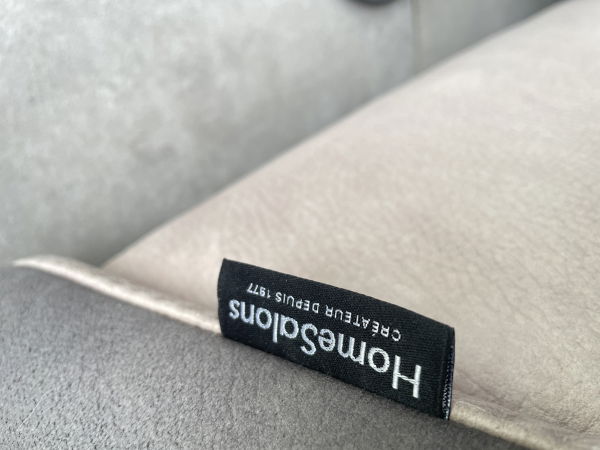 HomeSalons
CRÉATEUR DEPUIS 1977